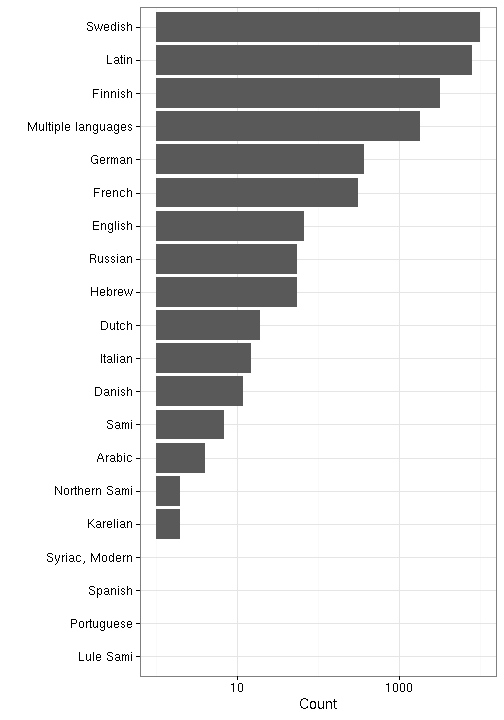 Swedish
Latin
Finnish
Multiple languages
German
French
English
Russian
Hebrew
Dutch
Italian
Danish
Sami
Arabic
Northern Sami
Karelian
Syriac, Modern
Spanish
Portuguese
Lule Sami
10 1000
Count